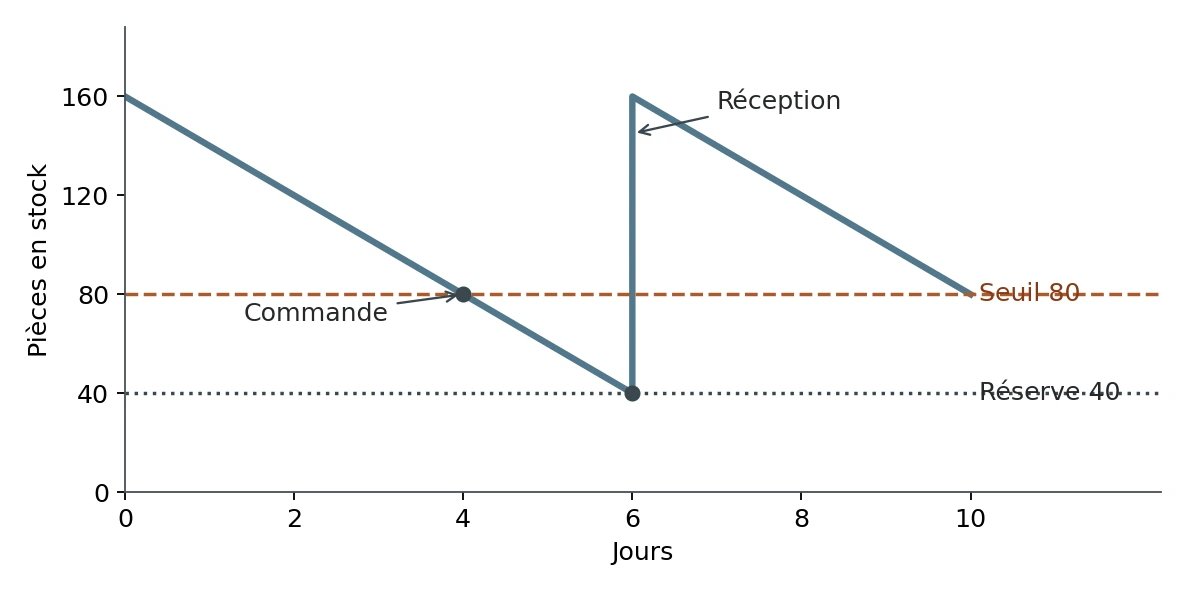 Pièces en stock
160
120
80
40
0
Réception
Commande
Seuil 80
Réserve 40
0 2 4 6 8 10
Jours